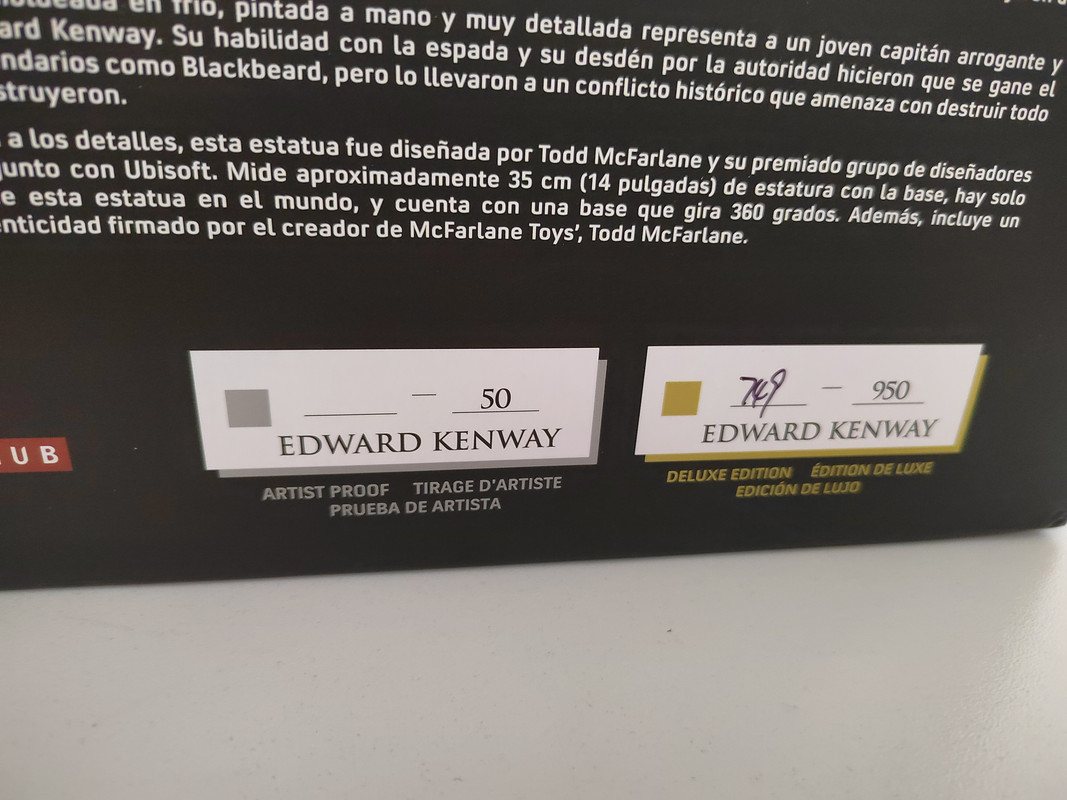 en frío, pintada a mano y muy detallada representa a un joven capitán arrogante y
ard Kenway. Su habilidad con la espada y su desdén por la autoridad hicieron que se gane el
ndarios como Blackbeard, pero lo llevaron a un conflicto histórico que amenaza con destruir todo
struyeron.
a los detalles, esta estatua fue diseñada por Todd McFarlane y su premiado grupo de diseñadores
junto con Ubisoft. Mide aproximadamente 35 cm (14 pulgadas) de estatura con la base, hay solo
e esta estatua en el mundo, y cuenta con una base que gira 360 grados. Además, incluye un
enticidad firmado por el creador de McFarlane Toys’, Todd McFarlane.
UB
— 50
EDWARD KENWAY
ARTIST PROOF TIRAGE D'ARTISTE
PRUEBA DE ARTISTA
749 — 950
EDWARD KENWAY
DELUXE EDITION ÉDITION DE LUXE
EDICIÓN DE LUJO